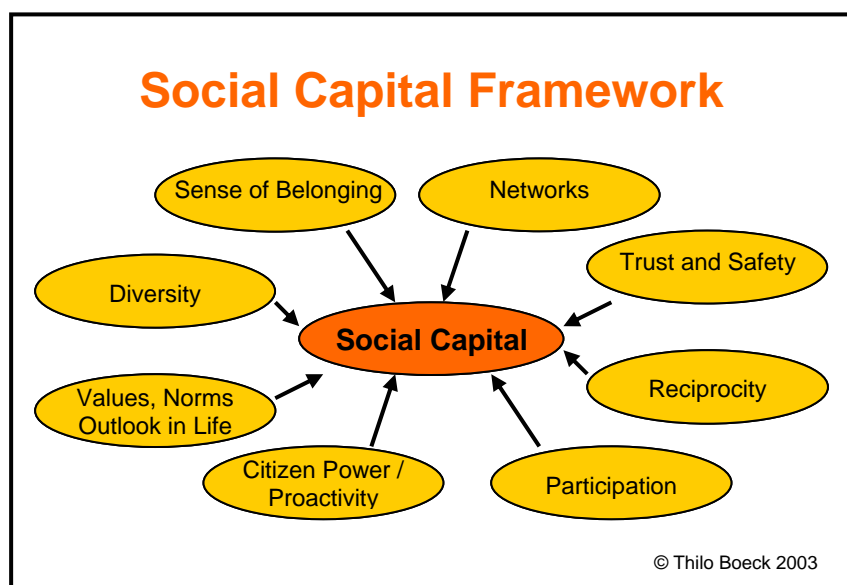 Social Capital Framework
Sense of Belonging
Networks
Trust and Safety
Diversity
Social Capital
Values, Norms
Outlook in Life
Reciprocity
Citizen Power /
Proactivity
Participation
© Thilo Boeck 2003